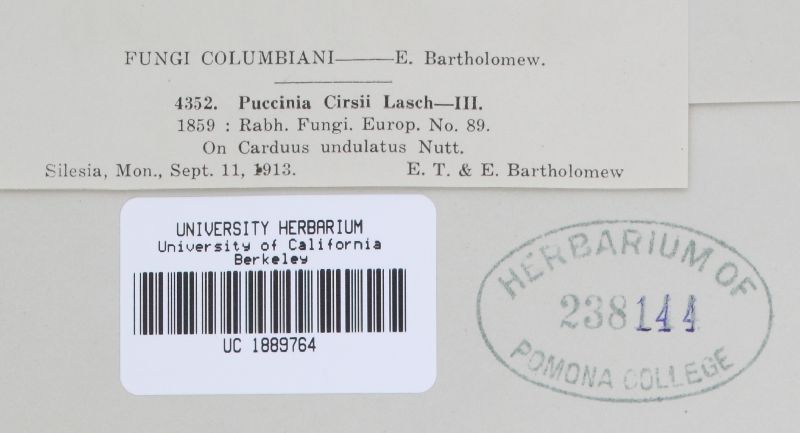 FUNGI COLUMBIANI——E. Bartholomew.
4352. Puccinia Cirsii Lasch—III.
1859 : Rabh. Fungi. Europ. No. 89.
On Carduus undulatus Nutt.
Silesia, Mon., Sept. 11, 1913. E. T. & E. Bartholomew
UNIVERSITY HERBARIUM
University of California
Berkeley
UC 1889764
HERBARIUM OF
238144
POMONA COLLEGE